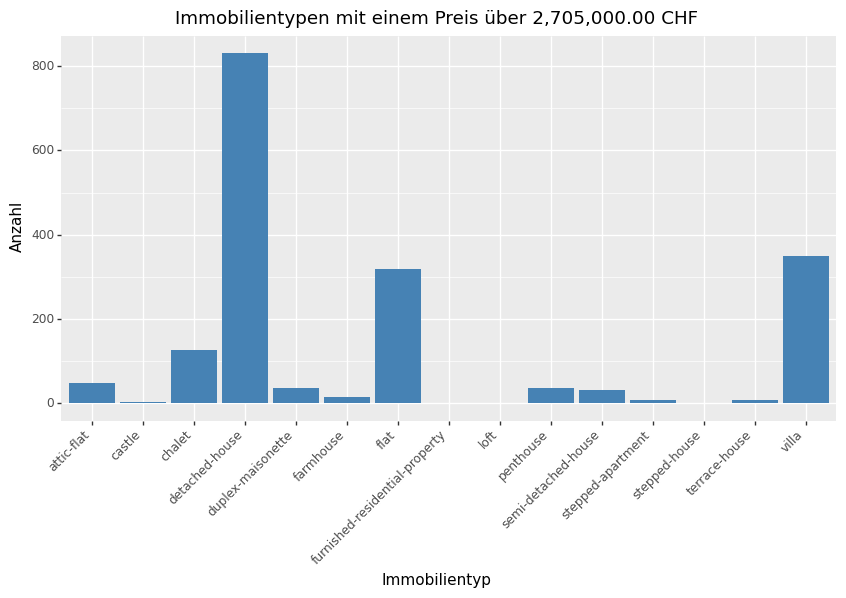 Immobilientypen mit einem Preis über 2,705,000.00 CHF
Anzahl
800
600
400
200
0
attic-flat
castle
chalet
detached-house
duplex-maisonette
farmhouse
flat
furnished-residential-property
loft
penthouse
semi-detached-house
stepped-apartment
stepped-house
terrace-house
villa
Immobilientyp